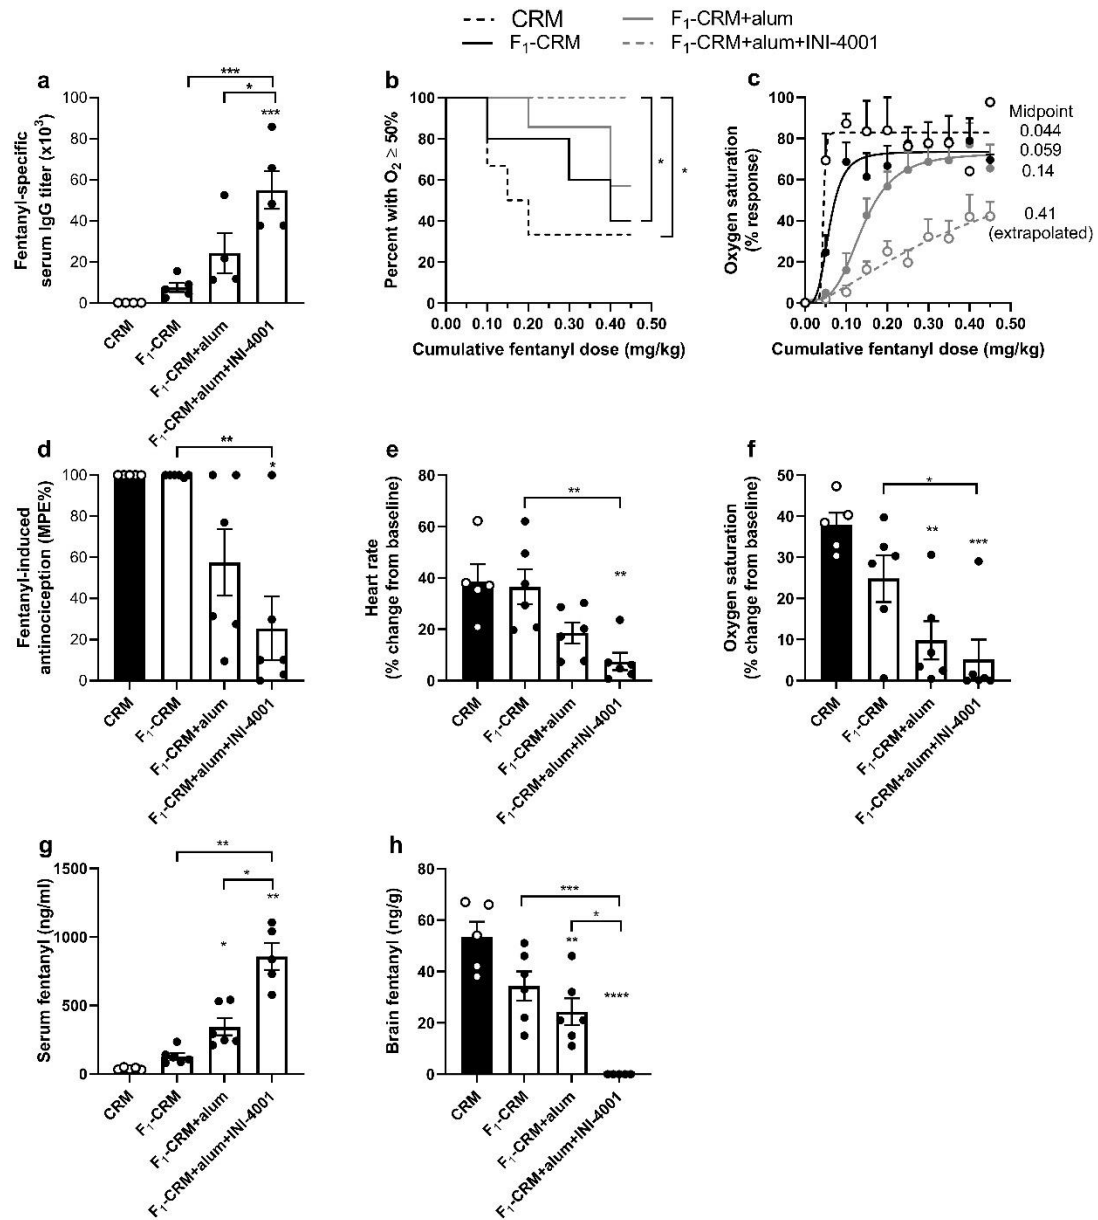 CRM
F₁-CRM
F₁-CRM+alum
F₁-CRM+alum+INI-4001
a
Fentanyl-specific
serum IgG titer (x10³)
100
80
60
40
20
0
***
*
***
CRM
F₁-CRM
F₁-CRM+alum
F₁-CRM+alum+INI-4001
b
Percent with O₂ ≥ 50%
100
80
60
40
20
0
0.00
0.10
0.20
0.30
0.40
0.50
Cumulative fentanyl dose (mg/kg)
*
*
c
Oxygen saturation
(% response)
100
80
60
40
20
0
0.00
0.10
0.20
0.30
0.40
0.50
Cumulative fentanyl dose (mg/kg)
Midpoint
0.044
0.059
0.14
0.41
(extrapolated)
d
Fentanyl-induced
antinociception (MPE%)
100
80
60
40
20
0
**
*
CRM
F₁-CRM
F₁-CRM+alum
F₁-CRM+alum+INI-4001
e
Heart rate
(% change from baseline)
80
60
40
20
0
**
**
CRM
F₁-CRM
F₁-CRM+alum
F₁-CRM+alum+INI-4001
f
Oxygen saturation
(% change from baseline)
50
40
30
20
10
0
*
**
***
CRM
F₁-CRM
F₁-CRM+alum
F₁-CRM+alum+INI-4001
g
Serum fentanyl (ng/ml)
1500
1000
500
0
**
*
**
*
CRM
F₁-CRM
F₁-CRM+alum
F₁-CRM+alum+INI-4001
h
Brain fentanyl (ng/g)
80
60
40
20
0
***
*
**
****
CRM
F₁-CRM
F₁-CRM+alum
F₁-CRM+alum+INI-4001